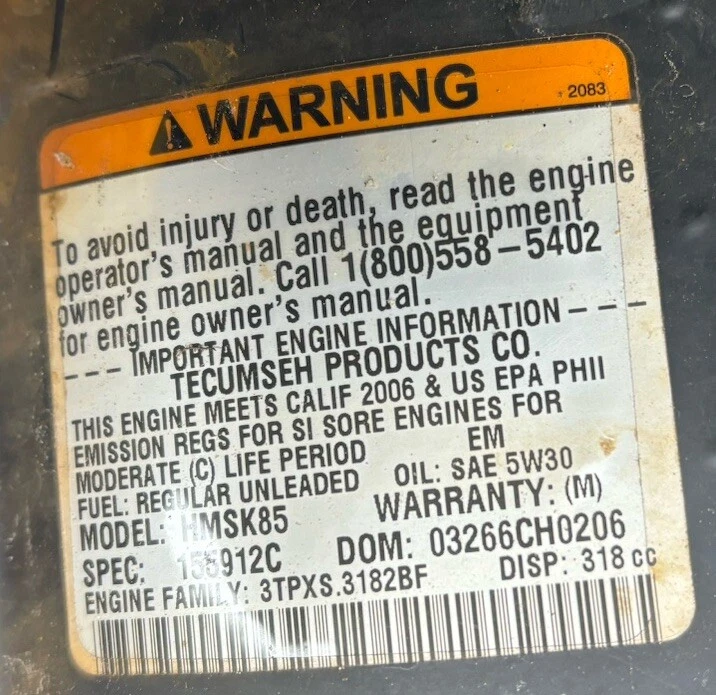 WARNING 2083
To avoid injury or death, read the engine
operator's manual and the equipment
owner's manual. Call 1(800)558-5402
for engine owner's manual.
--- IMPORTANT ENGINE INFORMATION ---
TECUMSEH PRODUCTS CO.
THIS ENGINE MEETS CALIF 2006 & US EPA PHII
EMISSION REGS FOR SI SORE ENGINES FOR
MODERATE (C) LIFE PERIOD EM
FUEL: REGULAR UNLEADED OIL: SAE 5W30
MODEL: HMSK85 WARRANTY: (M)
SPEC: DOM: 03266CH0206
ENGINE FAMILY: 3TPXS.3182BF DISP: 318 cc